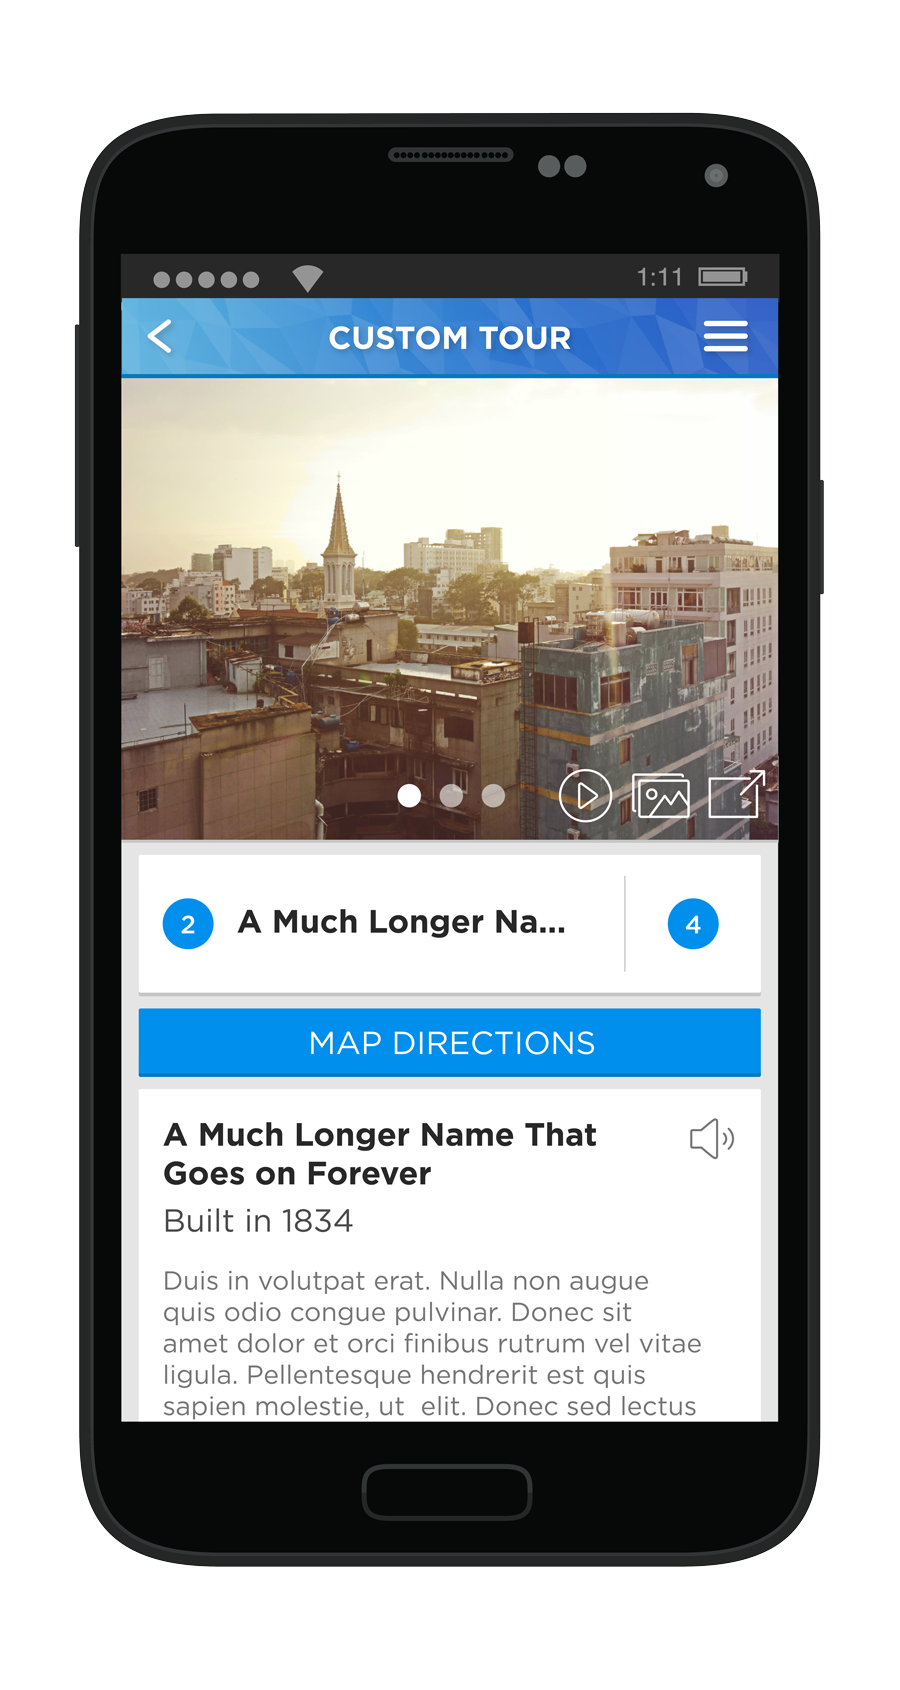 1:11
CUSTOM TOUR
2 A Much Longer Na... 4
MAP DIRECTIONS
A Much Longer Name That
Goes on Forever
Built in 1834
Duis in volutpat erat. Nulla non augue
quis odio congue pulvinar. Donec sit
amet dolor et orci finibus rutrum vel vitae
ligula. Pellentesque hendrerit est quis
sapien molestie, ut  elit. Donec sed lectus